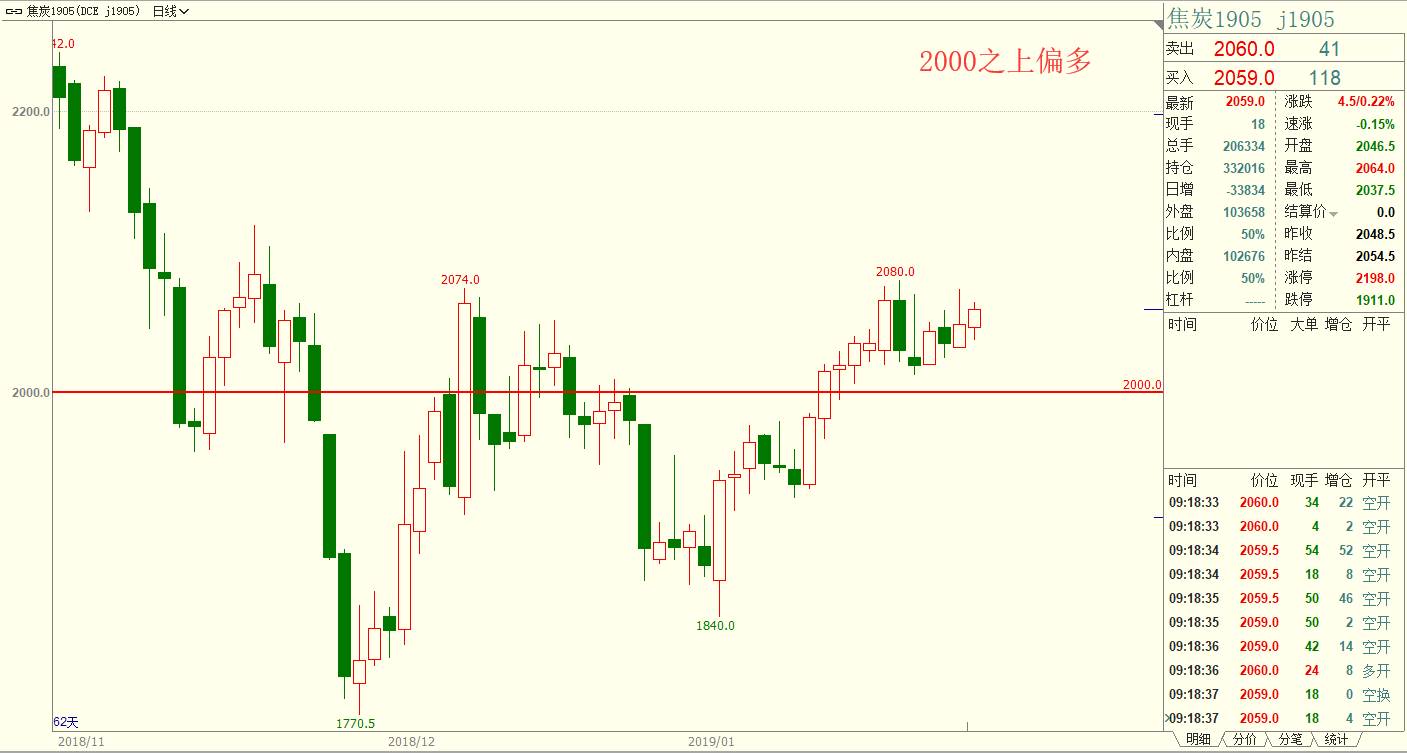 焦炭1905(DCE j1905) 日线
42.0
2000之上偏多
2200.0
2074.0
2080.0
2000.0
2000.0
1840.0
1770.5
62天
2018/11 2018/12 2019/01
焦炭1905 j1905
卖出 2060.0 41
买入 2059.0 118
最新 2059.0 涨跌 4.5/0.22%
现手 18 速涨 -0.15%
总手 206334 开盘 2046.5
持仓 332016 最高 2064.0
日增 -33834 最低 2037.5
外盘 103658 结算价 0.0
比例 50% 昨收 2048.5
内盘 102676 昨结 2054.5
比例 50% 涨停 2198.0
杠杆 ----- 跌停 1911.0
时间 价位 大单 增仓 开平
时间 价位 现手 增仓 开平
09:18:33 2060.0 34 22 空开
09:18:33 2060.0 4 2 空开
09:18:34 2059.5 54 52 空开
09:18:34 2059.5 18 8 空开
09:18:35 2059.5 50 46 空开
09:18:35 2059.0 50 2 空开
09:18:36 2059.0 42 14 空开
09:18:36 2060.0 24 8 多开
09:18:37 2059.0 18 0 空换
09:18:37 2059.0 18 4 空开
明细 分价 分笔 统计